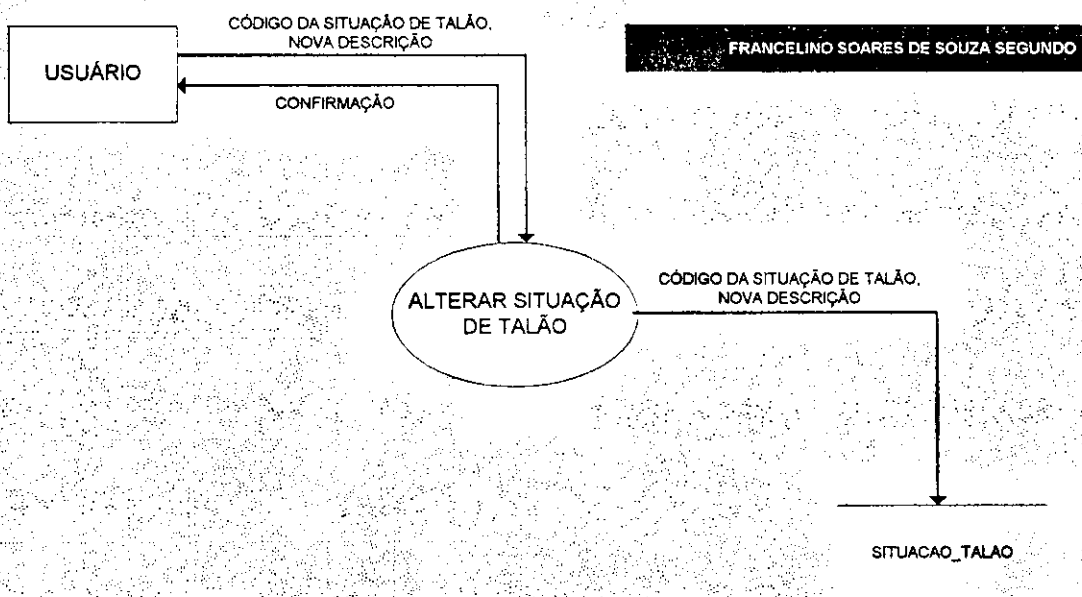 CÓDIGO DA SITUAÇÃO DE TALÃO,
NOVA DESCRIÇÃO
FRANCELINO SOARES DE SOUZA SEGUNDO
USUÁRIO
CONFIRMAÇÃO
ALTERAR SITUAÇÃO
DE TALÃO
CÓDIGO DA SITUAÇÃO DE TALÃO,
NOVA DESCRIÇÃO
SITUACAO_TALAO